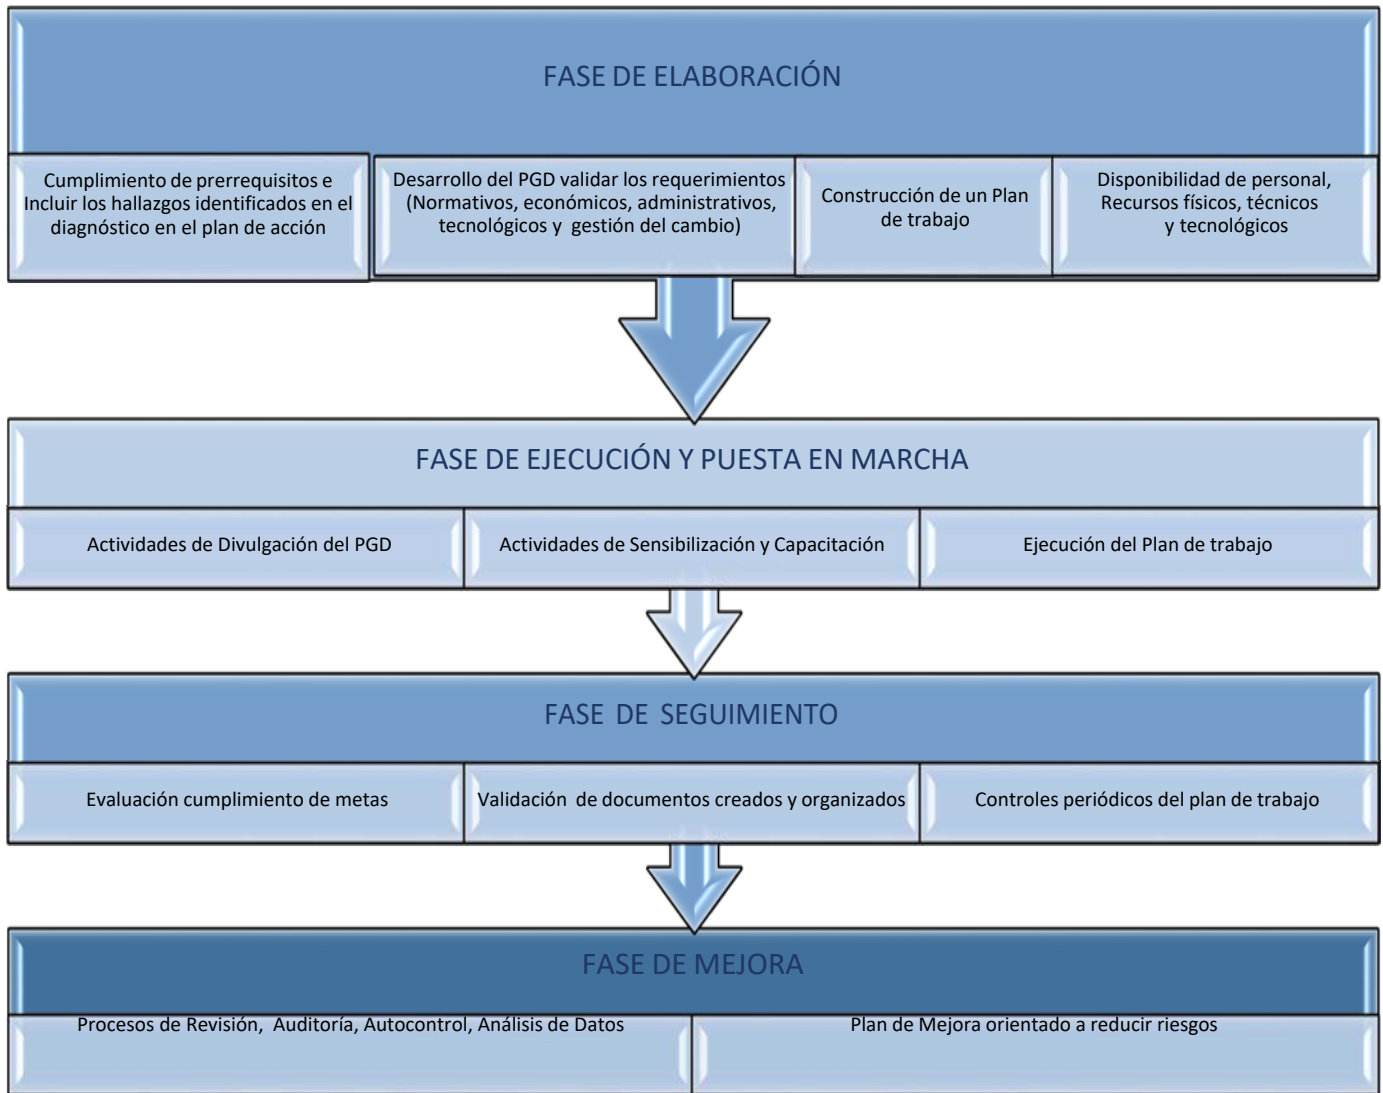 FASE DE ELABORACIÓN
Cumplimiento de prerrequisitos e
Incluir los hallazgos identificados en el
diagnóstico en el plan de acción
Desarrollo del PGD validar los requerimientos
(Normativos, económicos, administrativos,
tecnológicos y gestión del cambio)
Construcción de un Plan
de trabajo
Disponibilidad de personal,
Recursos físicos, técnicos
y tecnológicos
FASE DE EJECUCIÓN Y PUESTA EN MARCHA
Actividades de Divulgación del PGD
Actividades de Sensibilización y Capacitación
Ejecución del Plan de trabajo
FASE DE SEGUIMIENTO
Evaluación cumplimiento de metas
Validación de documentos creados y organizados
Controles periódicos del plan de trabajo
FASE DE MEJORA
Procesos de Revisión, Auditoría, Autocontrol, Análisis de Datos
Plan de Mejora orientado a reducir riesgos